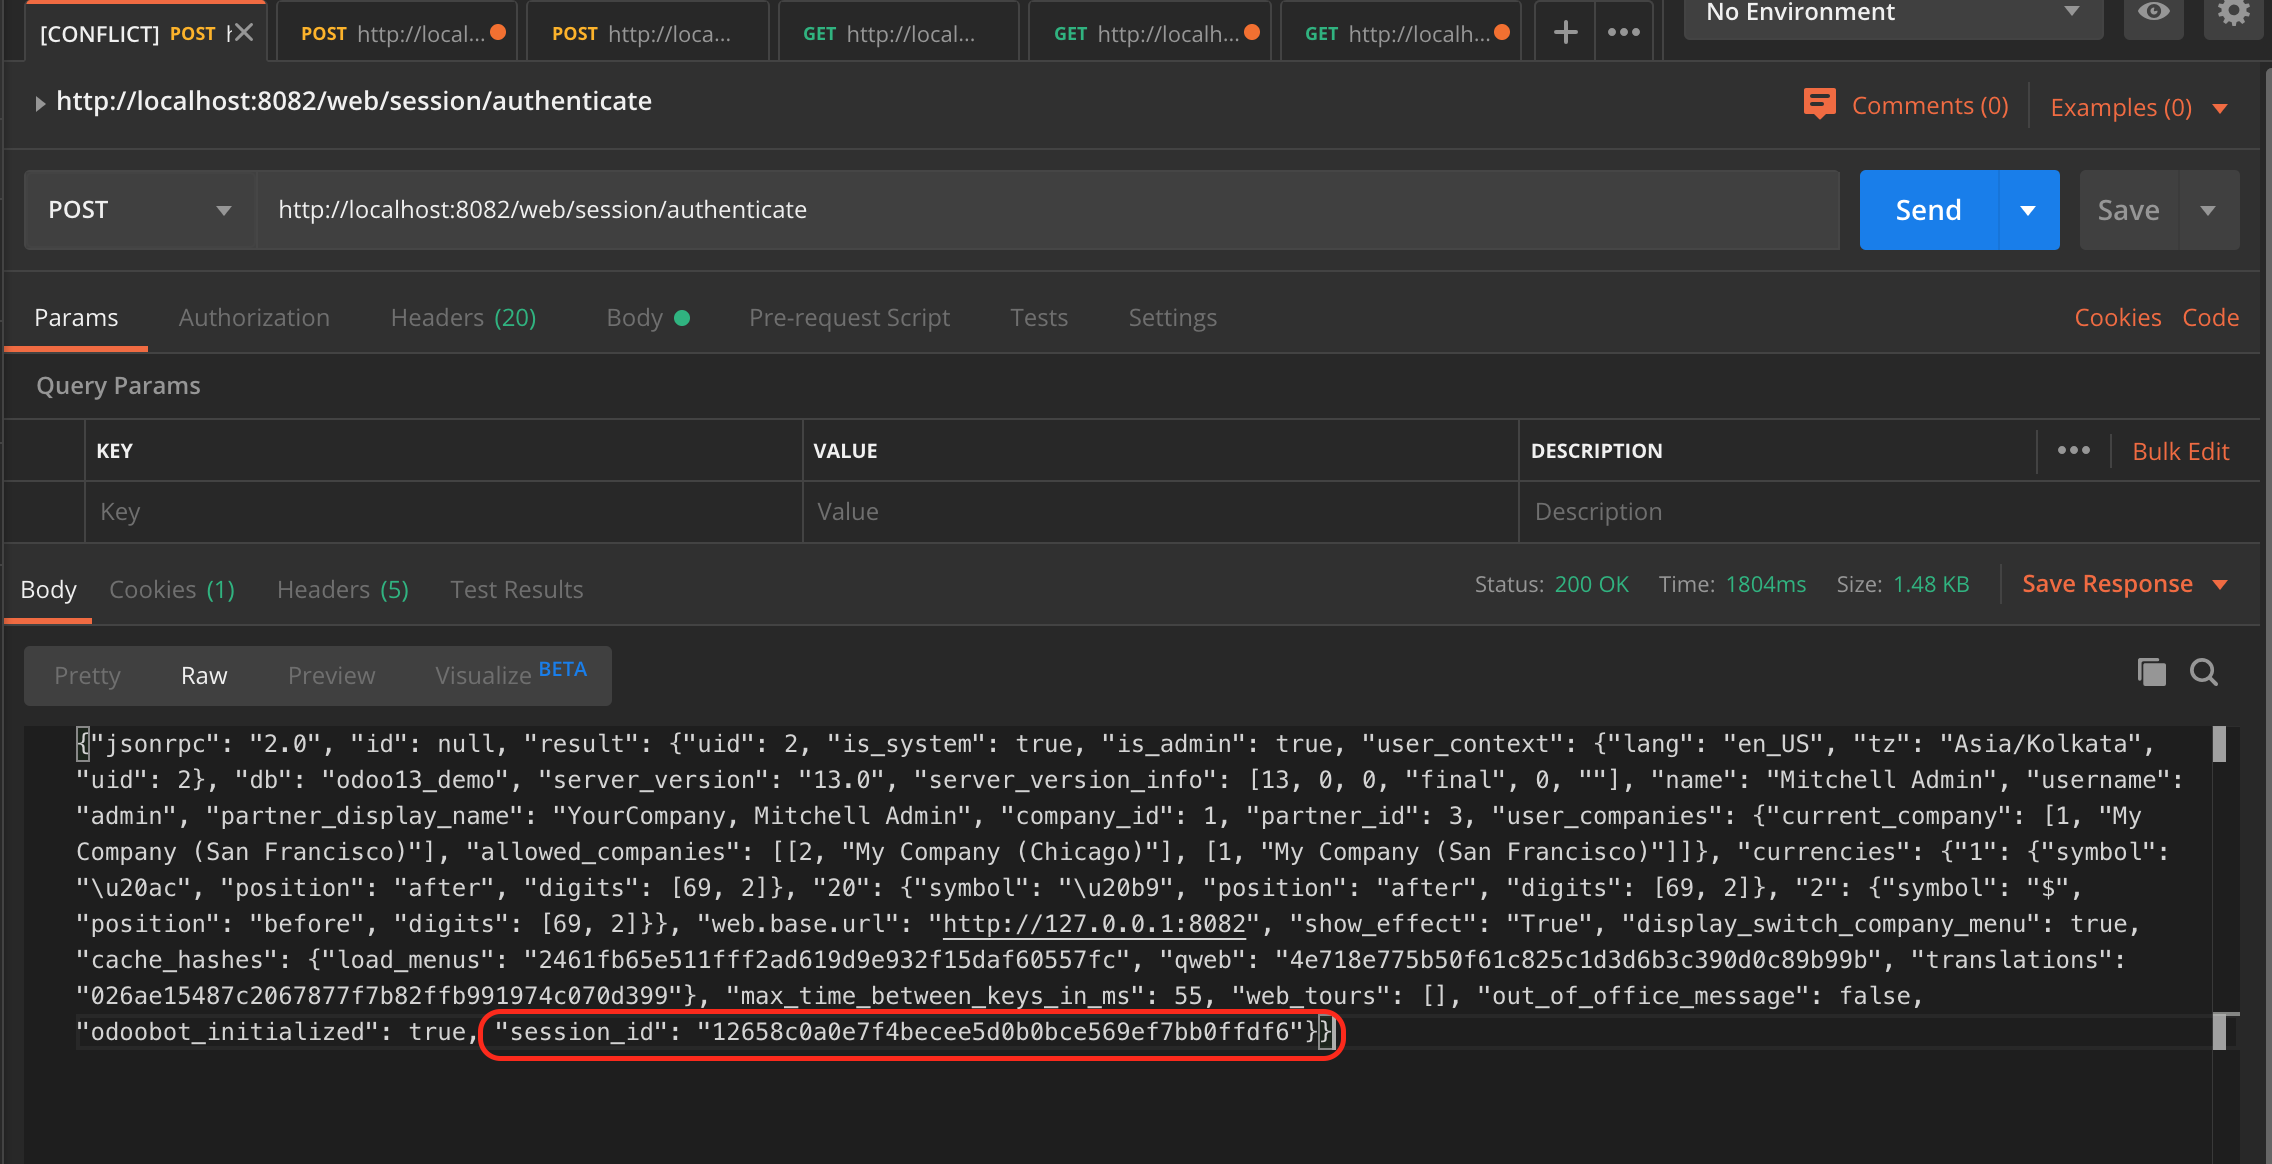 [CONFLICT] POST h
POST http://local...
POST http://loca...
GET http://local...
GET http://localh...
GET http://localh...
No Environment
http://localhost:8082/web/session/authenticate
Comments (0)
Examples (0)
POST
http://localhost:8082/web/session/authenticate
Send
Save
Params
Authorization
Headers (20)
Body
Pre-request Script
Tests
Settings
Cookies
Code
Query Params
KEY
VALUE
DESCRIPTION
Bulk Edit
Key
Value
Description
Body
Cookies (1)
Headers (5)
Test Results
Status: 200 OK
Time: 1804ms
Size: 1.48 KB
Save Response
Pretty
Raw
Preview
Visualize BETA
{"jsonrpc": "2.0", "id": null, "result": {"uid": 2, "is_system": true, "is_admin": true, "user_context": {"lang": "en_US", "tz": "Asia/Kolkata",
"uid": 2}, "db": "odoo13_demo", "server_version": "13.0", "server_version_info": [13, 0, 0, "final", 0, ""], "name": "Mitchell Admin", "username":
"admin", "partner_display_name": "YourCompany, Mitchell Admin", "company_id": 1, "partner_id": 3, "user_companies": {"current_company": [1, "My
Company (San Francisco)"], "allowed_companies": [[2, "My Company (Chicago)"], [1, "My Company (San Francisco)"]]}, "currencies": {"1": {"symbol":
"\u20ac", "position": "after", "digits": [69, 2]}, "20": {"symbol": "\u20b9", "position": "after", "digits": [69, 2]}, "2": {"symbol": "$",
"position": "before", "digits": [69, 2]}}, "web.base.url": "http://127.0.0.1:8082", "show_effect": "True", "display_switch_company_menu": true,
"cache_hashes": {"load_menus": "2461fb65e511fff2ad619d9e932f15daf60557fc", "qweb": "4e718e775b50f61c825c1d3d6b3c390d0c89b99b", "translations":
"026ae15487c2067877f7b82ffb991974c070d399"}, "max_time_between_keys_in_ms": 55, "web_tours": [], "out_of_office_message": false,
"odoobot_initialized": true, "session_id": "12658c0a0e7f4becee5d0b0bce569ef7bb0ffdf6"}}